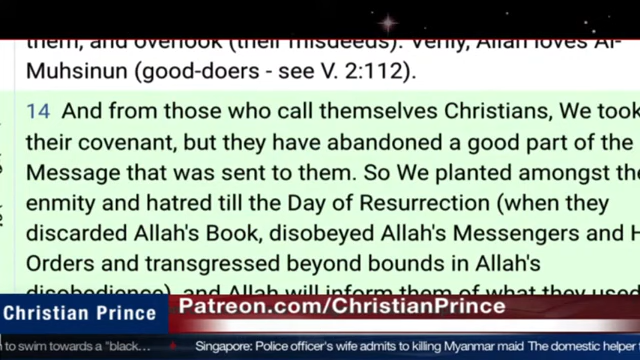 them, and overlook (their misdeeds). Verily, Allah loves Al-
Muhsinun (good-doers - see V. 2:112).
14 And from those who call themselves Christians, We took
their covenant, but they have abandoned a good part of the
Message that was sent to them. So We planted amongst
enmity and hatred till the Day of Resurrection (when they
discarded Allah's Book, disobeyed Allah's Messengers and
Orders and transgressed beyond bounds in Allah's
disobedience), and Allah will inform them of what they used
Christian Prince
Patreon.com/ChristianPrince
to swim towards a "black...
Singapore: Police officer's wife admits to killing Myanmar maid The domestic helper